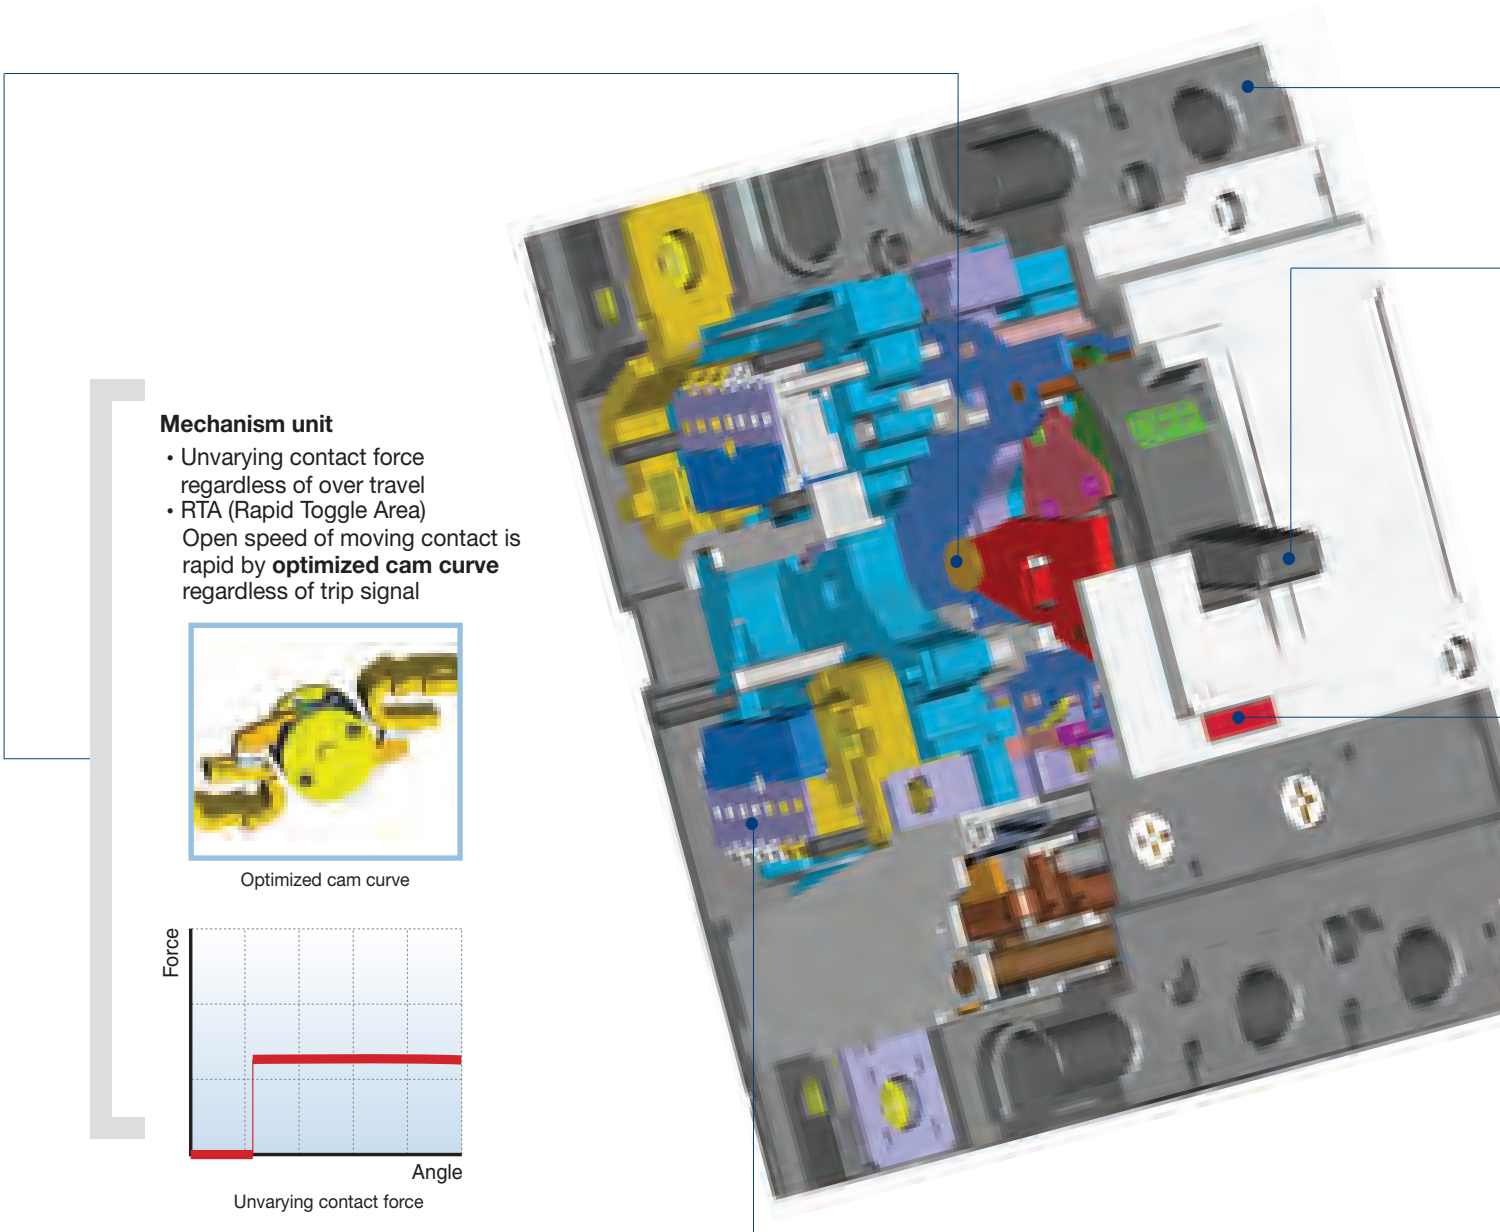 Mechanism unit
• Unvarying contact force
regardless of over travel
• RTA (Rapid Toggle Area)
Open speed of moving contact is
rapid by optimized cam curve
regardless of trip signal
Optimized cam curve
Force
Angle
Unvarying contact force